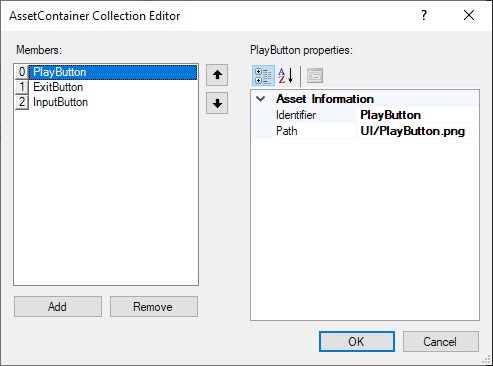 AssetContainer Collection Editor
?
Members:
0 PlayButton
1 ExitButton
2 InputButton
Add
Remove
PlayButton properties:
A
Z
Asset Information
Identifier PlayButton
Path UI/PlayButton.png
OK
Cancel